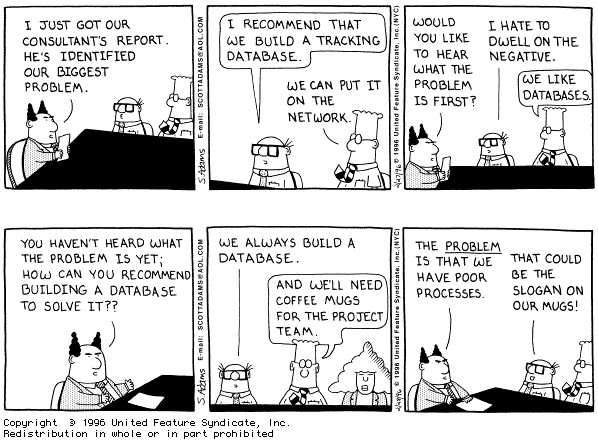 I JUST GOT OUR
CONSULTANT'S REPORT.
HE'S IDENTIFIED
OUR BIGGEST
PROBLEM.
S.Adams E-mail: SCOTTADAMS@AOL.COM
I RECOMMEND THAT
WE BUILD A TRACKING
DATABASE.
WE CAN PUT IT
ON THE
NETWORK.
© 1996 United Feature Syndicate, Inc.(NYC)
WOULD
YOU LIKE
TO HEAR
WHAT THE
PROBLEM
IS FIRST?
I HATE TO
DWELL ON THE
NEGATIVE.
WE LIKE
DATABASES.
YOU HAVEN'T HEARD WHAT
THE PROBLEM IS YET;
HOW CAN YOU RECOMMEND
BUILDING A DATABASE
TO SOLVE IT??
S.Adams E-mail: SCOTTADAMS@AOL.COM
WE ALWAYS BUILD A
DATABASE.
AND WE'LL NEED
COFFEE MUGS
FOR THE PROJECT
TEAM.
© 1996 United Feature Syndicate, Inc.(NYC)
THE PROBLEM
IS THAT WE
HAVE POOR
PROCESSES.
THAT COULD
BE THE
SLOGAN ON
OUR MUGS!
Copyright © 1996 United Feature Syndicate, Inc.
Redistribution in whole or in part prohibited